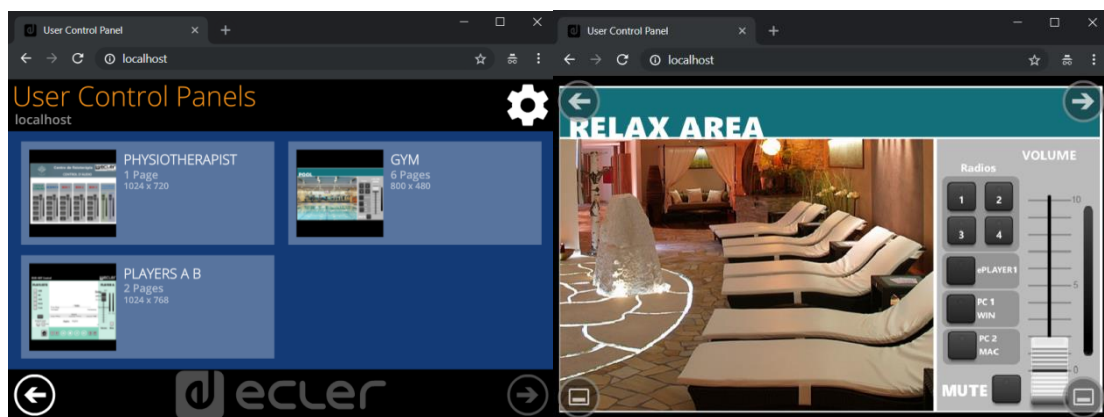 User Control Panel
localhost
User Control Panels
localhost
PHYSIOTHERAPIST
1 Page
1024 x 720
GYM
6 Pages
800 x 480
POOL
PLAYERS A B
2 Pages
1024 x 768
ecler
User Control Panel
localhost
RELAX AREA
VOLUME
Radios
1 2
3 4
10
ePLAYER1
5
PC 1
WIN
PC 2
MAC
0
MUTE